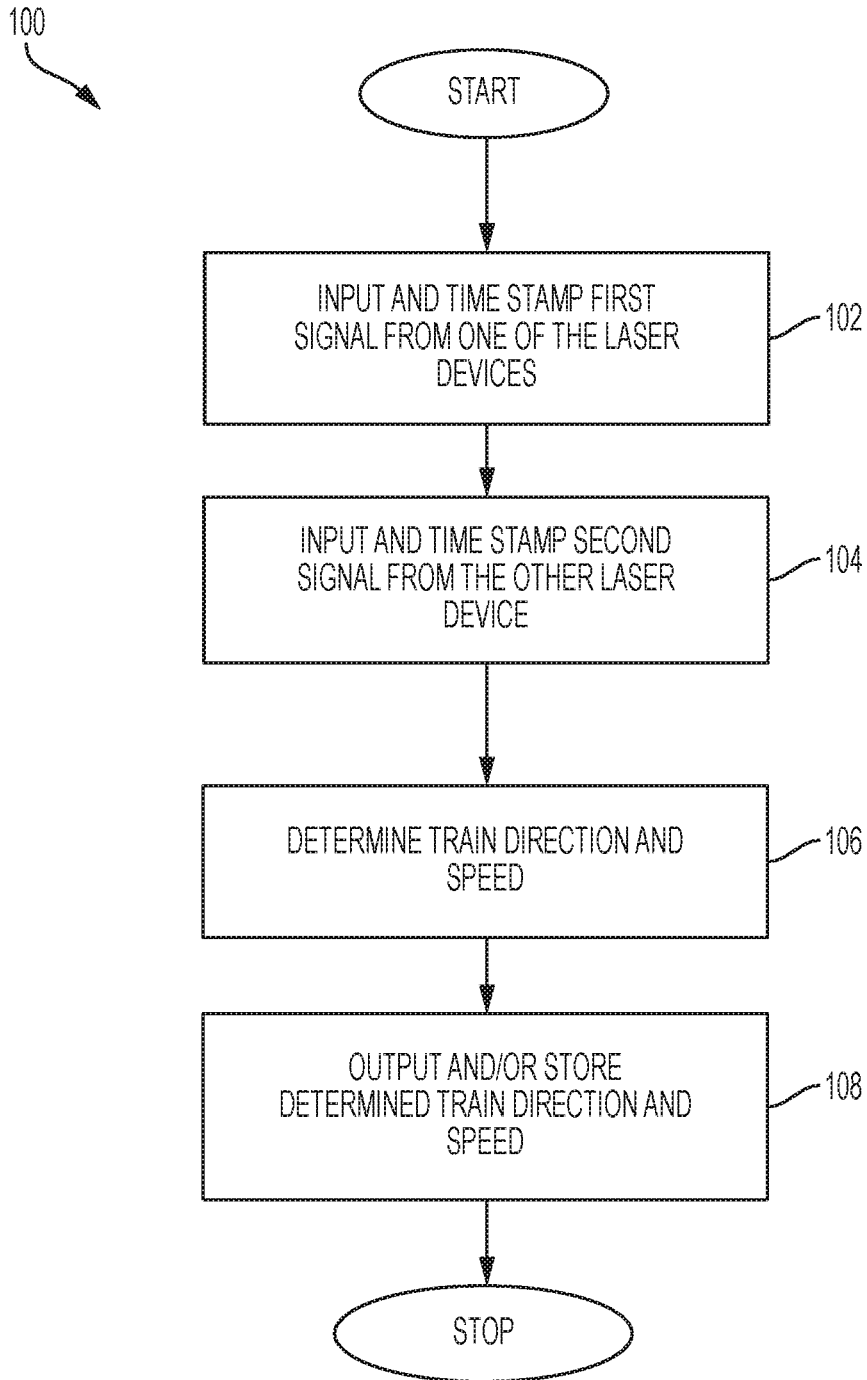 100
START
INPUT AND TIME STAMP FIRST
SIGNAL FROM ONE OF THE LASER
DEVICES
102
INPUT AND TIME STAMP SECOND
SIGNAL FROM THE OTHER LASER
DEVICE
104
DETERMINE TRAIN DIRECTION AND
SPEED
106
OUTPUT AND/OR STORE
DETERMINED TRAIN DIRECTION AND
SPEED
108
STOP